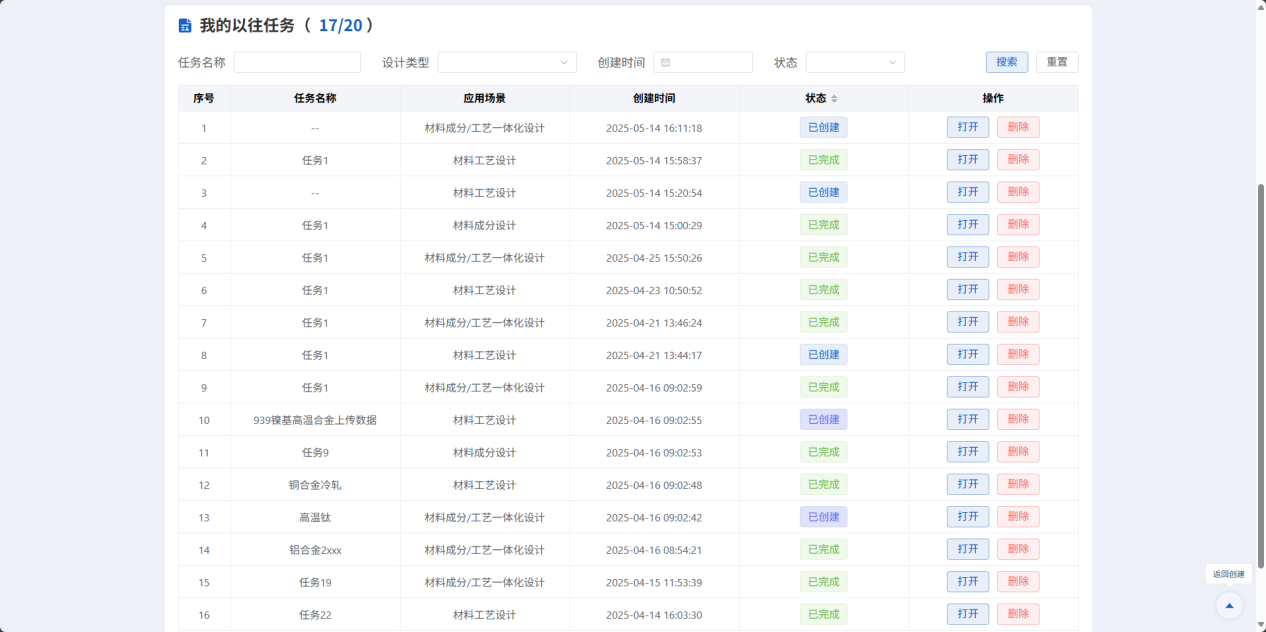 我的以往任务（ 17/20 ）
任务名称 设计类型 创建时间 状态 搜索 重置
序号 任务名称 应用场景 创建时间 状态 操作
1 -- 材料成分/工艺一体化设计 2025-05-14 16:11:18 已创建 打开 删除
2 任务1 材料工艺设计 2025-05-14 15:58:37 已完成 打开 删除
3 -- 材料工艺设计 2025-05-14 15:20:54 已创建 打开 删除
4 任务1 材料成分设计 2025-05-14 15:00:29 已完成 打开 删除
5 任务1 材料成分/工艺一体化设计 2025-04-25 15:50:26 已完成 打开 删除
6 任务1 材料工艺设计 2025-04-23 10:50:52 已完成 打开 删除
7 任务1 材料成分/工艺一体化设计 2025-04-21 13:46:24 已完成 打开 删除
8 任务1 材料工艺设计 2025-04-21 13:44:17 已创建 打开 删除
9 任务1 材料成分/工艺一体化设计 2025-04-16 09:02:59 已完成 打开 删除
10 939镍基高温合金上传数据 材料工艺设计 2025-04-16 09:02:55 已创建 打开 删除
11 任务9 材料成分设计 2025-04-16 09:02:53 已完成 打开 删除
12 铜合金冷轧 材料工艺设计 2025-04-16 09:02:48 已完成 打开 删除
13 高温钛 材料成分/工艺一体化设计 2025-04-16 09:02:42 已创建 打开 删除
14 铝合金2xxx 材料成分/工艺一体化设计 2025-04-16 08:54:21 已完成 打开 删除
15 任务19 材料成分/工艺一体化设计 2025-04-15 11:53:39 已完成 打开 删除
16 任务22 材料工艺设计 2025-04-14 16:03:30 已完成 打开 删除
返回创建